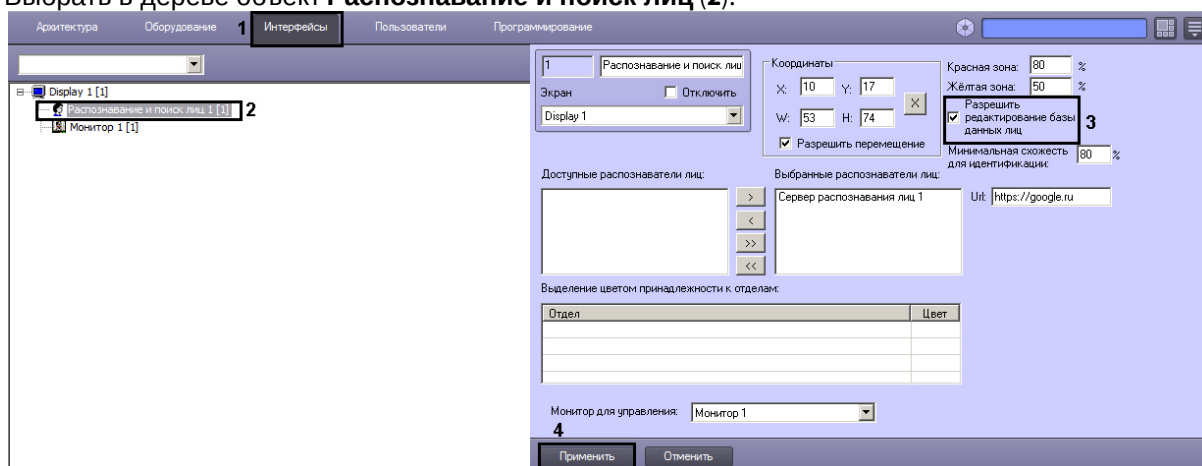 Выбрать в дереве объект Распознавание и поиск лиц (2).
Архитектура Оборудование 1 Интерфейсы Пользователи Программирование
Display 1 [1]
Распознавание и поиск лиц 1 [1] 2
Монитор 1 [1]
1 Распознавание и поиск лиц
Экран Отключить
Display 1
Координаты
X: 10 Y: 17
W: 53 H: 74
X
Разрешить перемещение
Красная зона: 80 %
Жёлтая зона: 50 %
Разрешить
редактирование базы
данных лиц
3
Минимальная схожесть
для идентификации: 80 %
Доступные распознаватели лиц:
>
<
>>
<<
Выбранные распознаватели лиц:
Сервер распознавания лиц 1
Url: https://google.ru
Выделение цветом принадлежности к отделам:
Отдел Цвет
Монитор для управления: Монитор 1
4
Применить Отменить